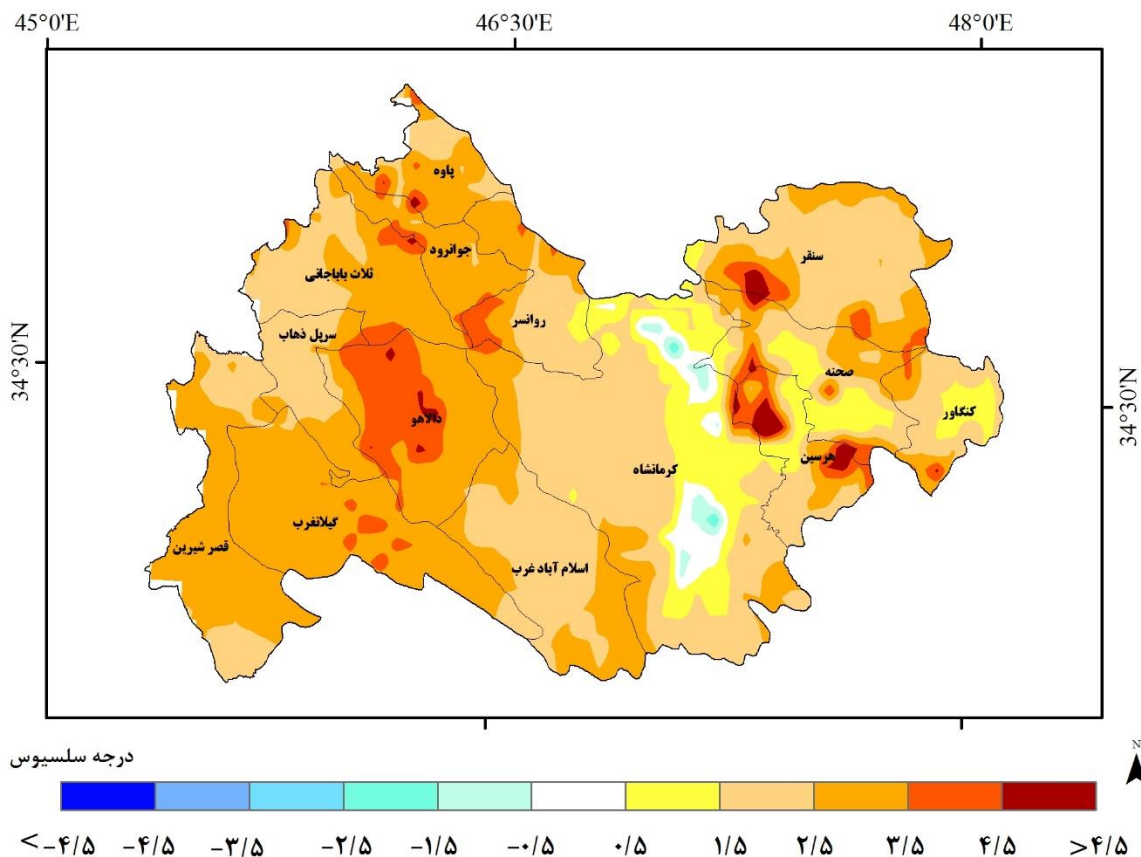 45°0'E 46°30'E 48°0'E
34°30'N
34°30'N
پاوه
جوانرود
ثلاث باباجانی
سنقر
روانسر
سرپل ذهاب
صحنه
کنگاور
دالاهو
هرسین
کرمانشاه
گیلانغرب
قصر شیرین
اسلام آباد غرب
درجه سلسیوس
N
<-۴/۵ -۴/۵ -۳/۵ -۲/۵ -۱/۵ -۰/۵ ۰/۵ ۱/۵ ۲/۵ ۳/۵ ۴/۵ >۴/۵